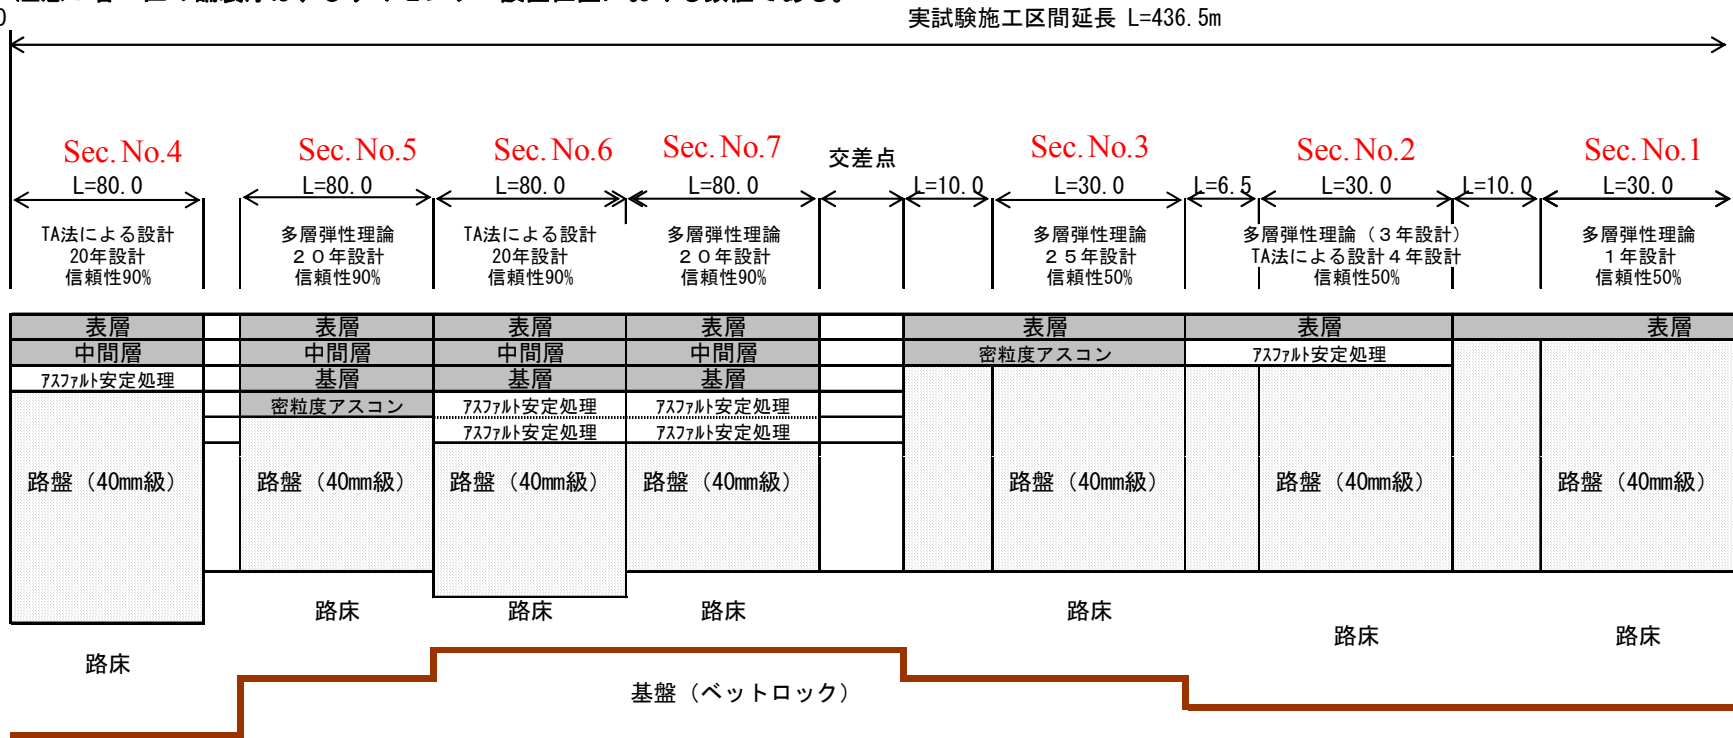 0
実試験施工区間延長 L=436.5m
Sec.No.4
Sec.No.5
Sec.No.6
Sec.No.7
交差点
Sec.No.3
Sec.No.2
Sec.No.1
L=80.0
L=80.0
L=80.0
L=80.0
L=10.0
L=30.0
L=6.5
L=30.0
L=10.0
L=30.0
TA法による設計
20年設計
信頼性90%
多層弾性理論
２０年設計
信頼性90%
TA法による設計
20年設計
信頼性90%
多層弾性理論
２０年設計
信頼性90%
多層弾性理論
２５年設計
信頼性50%
多層弾性理論（３年設計）
TA法による設計４年設計
信頼性50%
多層弾性理論
１年設計
信頼性50%
表層
表層
表層
表層
表層
表層
表層
中間層
中間層
中間層
中間層
密粒度アスコン
ｱｽﾌｧﾙﾄ安定処理
ｱｽﾌｧﾙﾄ安定処理
基層
基層
基層
密粒度アスコン
ｱｽﾌｧﾙﾄ安定処理
ｱｽﾌｧﾙﾄ安定処理
ｱｽﾌｧﾙﾄ安定処理
ｱｽﾌｧﾙﾄ安定処理
路盤（40mm級）
路盤（40mm級）
路盤（40mm級）
路盤（40mm級）
路盤（40mm級）
路盤（40mm級）
路盤（40mm級）
路床
路床
路床
路床
路床
路床
路床
基盤（ベットロック）